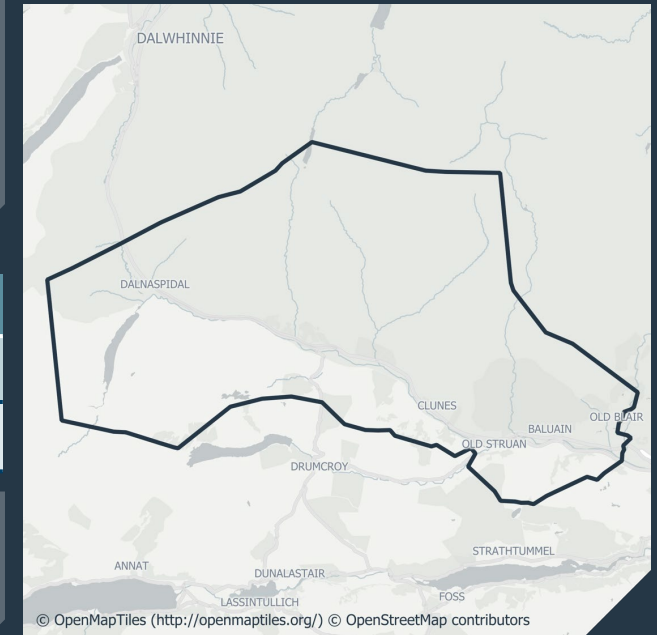 DALWHINNIE
DALNASPIDAL
CLUNES
OLD BLAIR
BALUAIN
OLD STRUAN
DRUMCROY
STRATHTUMMEL
ANNAT
DUNALASTAIR
FOSS
LASSINTULLICH
© OpenMapTiles (http://openmaptiles.org/) © OpenStreetMap contributors